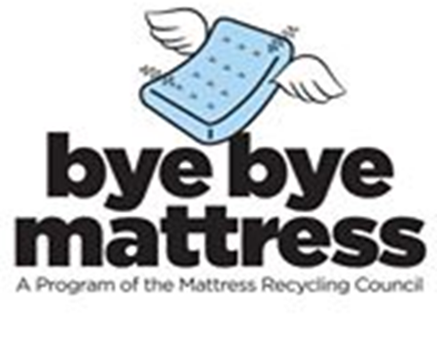 bye bye
mattress
A Program of the Mattress Recycling Council